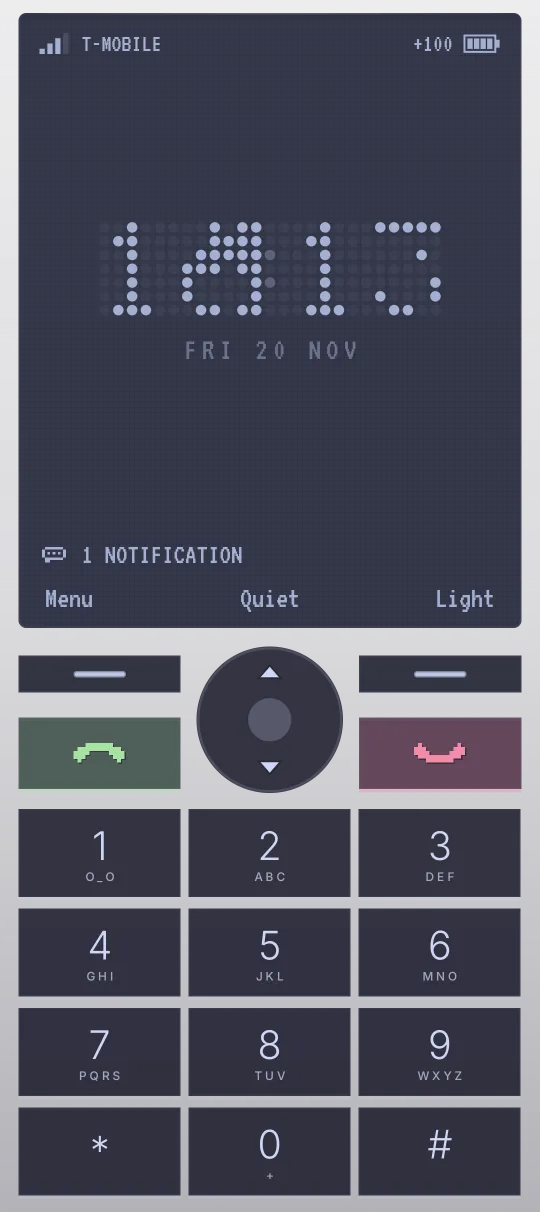 T-MOBILE
+100
FRI 20 NOV
1 NOTIFICATION
Menu Quiet Light
1 2 3
O_O ABC DEF
4 5 6
GHI JKL MNO
7 8 9
PQRS TUV WXYZ
* 0 #
+